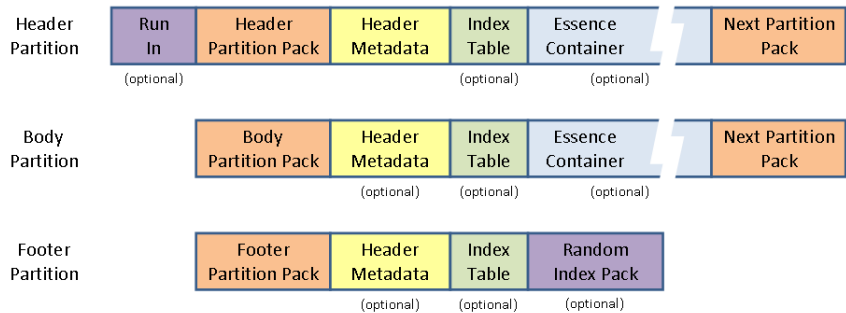 Header Partition
Run In
Header Partition Pack
Header Metadata
Index Table
Essence Container
Next Partition Pack
(optional)
(optional)
(optional)
Body Partition
Body Partition Pack
Header Metadata
Index Table
Essence Container
Next Partition Pack
(optional)
(optional)
(optional)
Footer Partition
Footer Partition Pack
Header Metadata
Index Table
Random Index Pack
(optional)
(optional)
(optional)